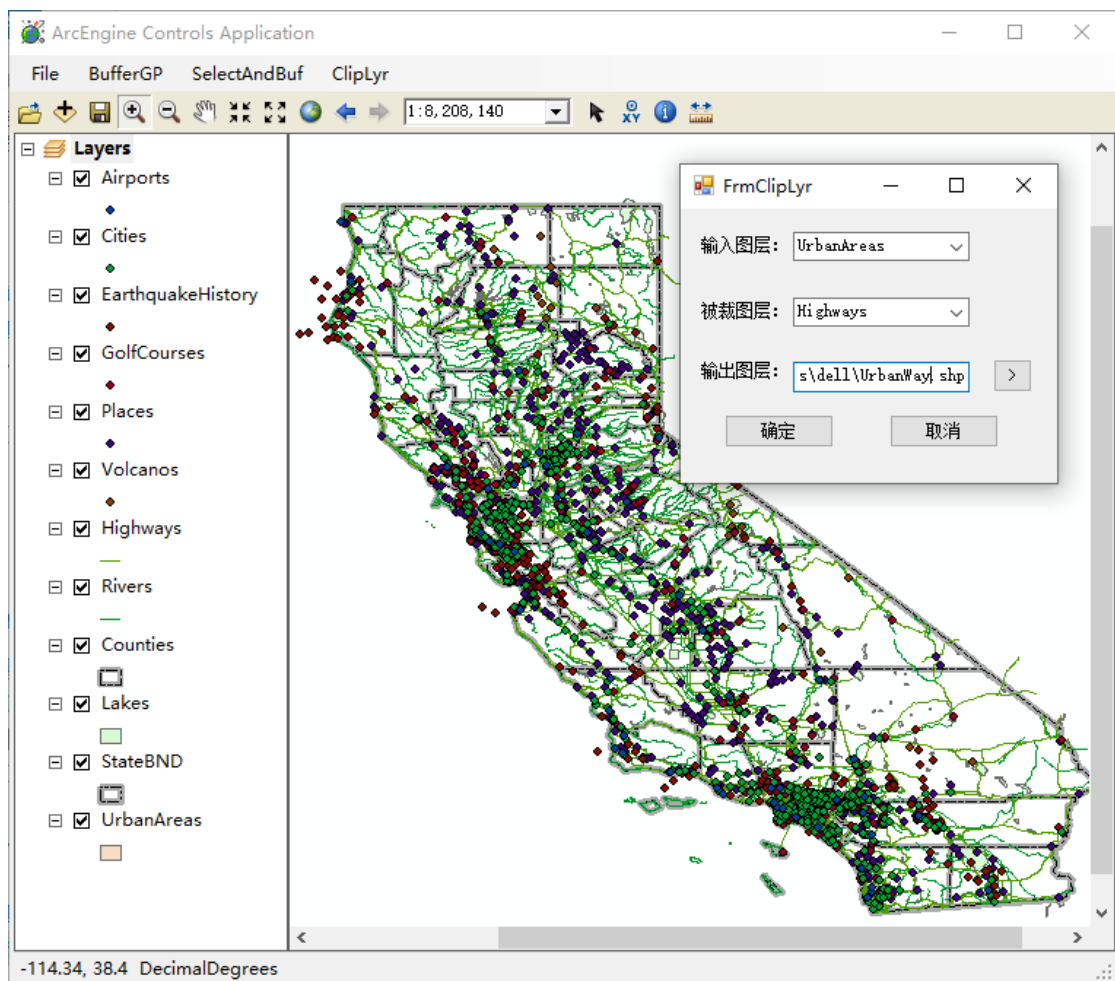 ArcEngine Controls Application
File BufferGP SelectAndBuf ClipLyr
1:8,208,140
XY
Layers
Airports
Cities
EarthquakeHistory
GolfCourses
Places
Volcanos
Highways
Rivers
Counties
Lakes
StateBND
UrbanAreas
FrmClipLyr
输入图层: UrbanAreas
被裁图层: Highways
输出图层: s\dell\UrbanWay.shp >
确定 取消
-114.34, 38.4 DecimalDegrees